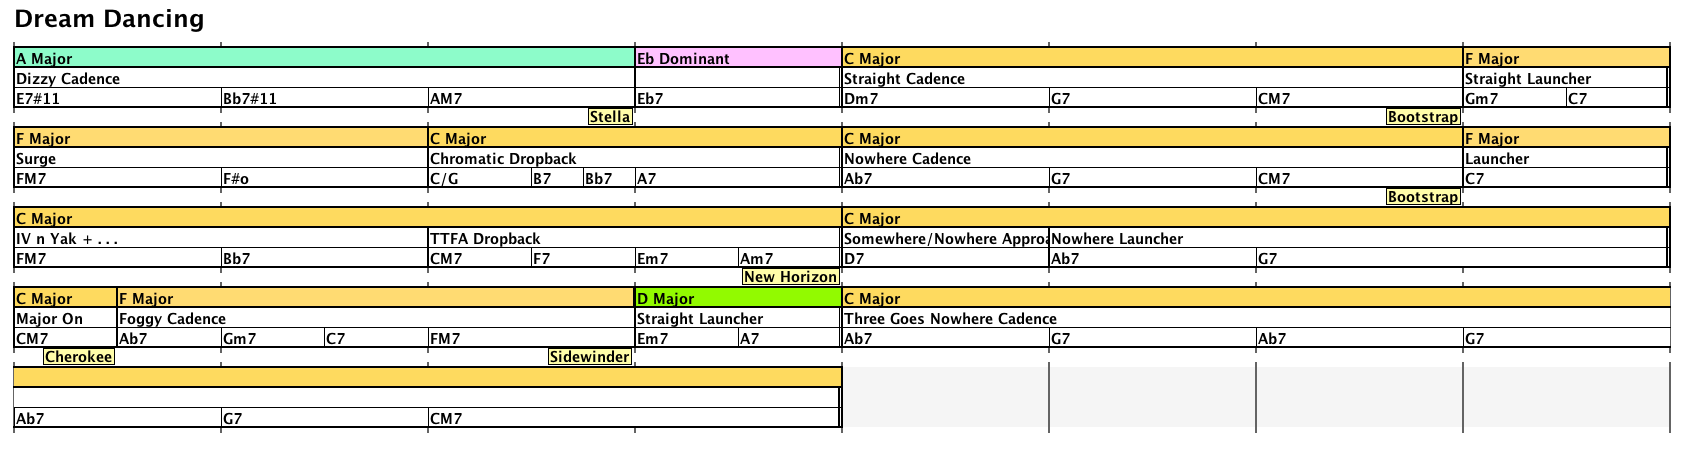 Dream Dancing
A Major Eb Dominant C Major F Major
Dizzy Cadence Straight Cadence Straight Launcher
E7#11 Bb7#11 AM7 Eb7 Dm7 G7 CM7 Gm7 C7
Stella Bootstrap
F Major C Major C Major F Major
Surge Chromatic Dropback Nowhere Cadence Launcher
FM7 F#o C/G B7 Bb7 A7 Ab7 G7 CM7 C7
Bootstrap
C Major C Major
IV n Yak + . . . TTFA Dropback Somewhere/Nowhere Approa Nowhere Launcher
FM7 Bb7 CM7 F7 Em7 Am7 D7 Ab7 G7
New Horizon
C Major F Major D Major C Major
Major On Foggy Cadence Straight Launcher Three Goes Nowhere Cadence
CM7 Ab7 Gm7 C7 FM7 Em7 A7 Ab7 G7 Ab7 G7
Cherokee Sidewinder
Ab7 G7 CM7